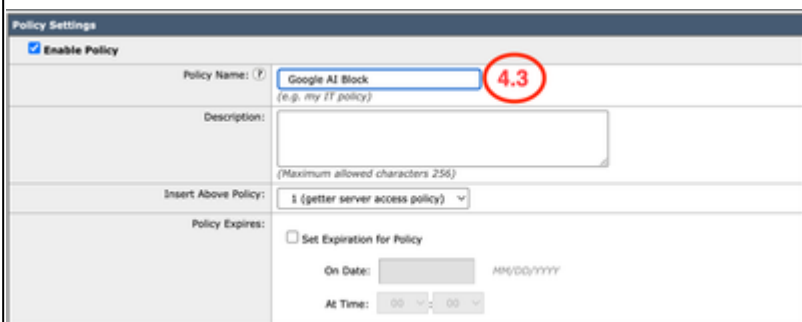 Policy Settings
Enable Policy
Policy Name: ?
Google AI Block
4.3
(e.g. my IT policy)
Description:
(Maximum allowed characters 256)
Insert Above Policy:
1 (getter server access policy)
Policy Expires:
Set Expiration for Policy
On Date:
MM/DD/YYYY
At Time:
00 : 00